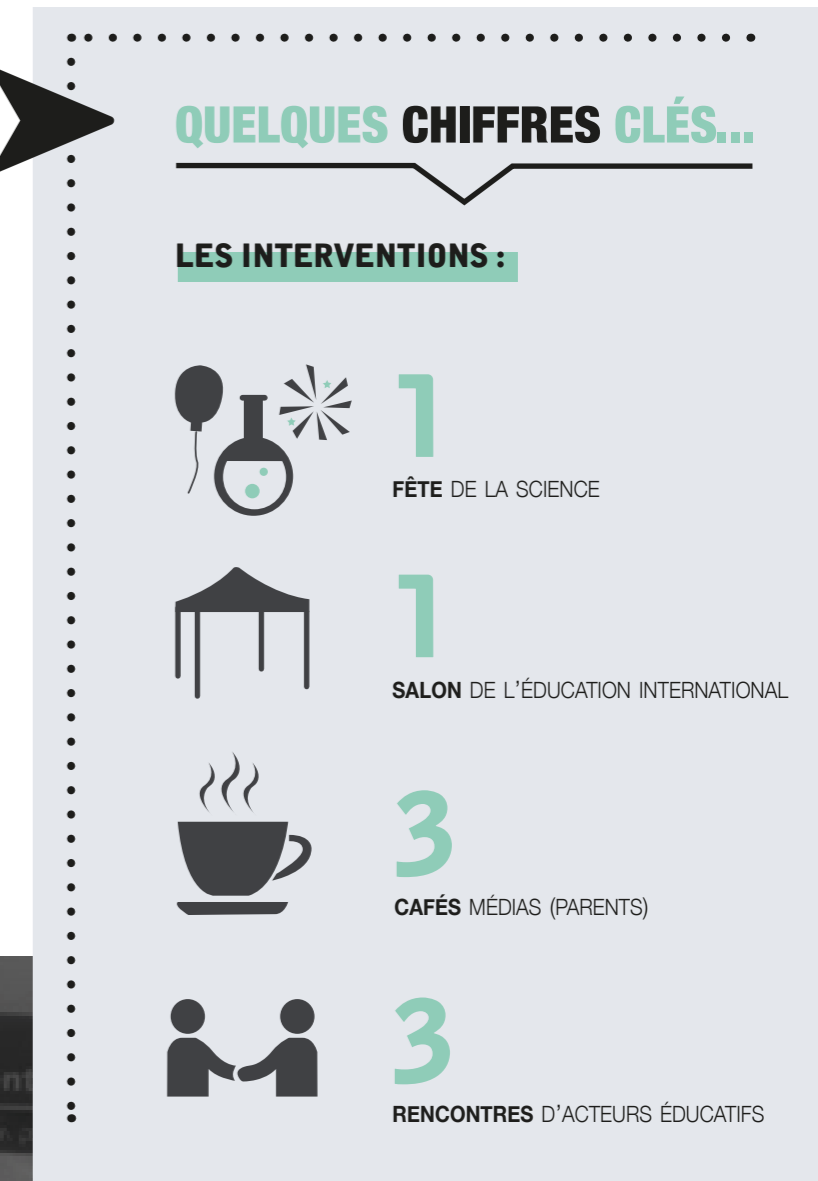 QUELQUES CHIFFRES CLÉS...
LES INTERVENTIONS :
1
FÊTE DE LA SCIENCE
1
SALON DE L'ÉDUCATION INTERNATIONAL
3
CAFÉS MÉDIAS (PARENTS)
3
RENCONTRES D'ACTEURS ÉDUCATIFS